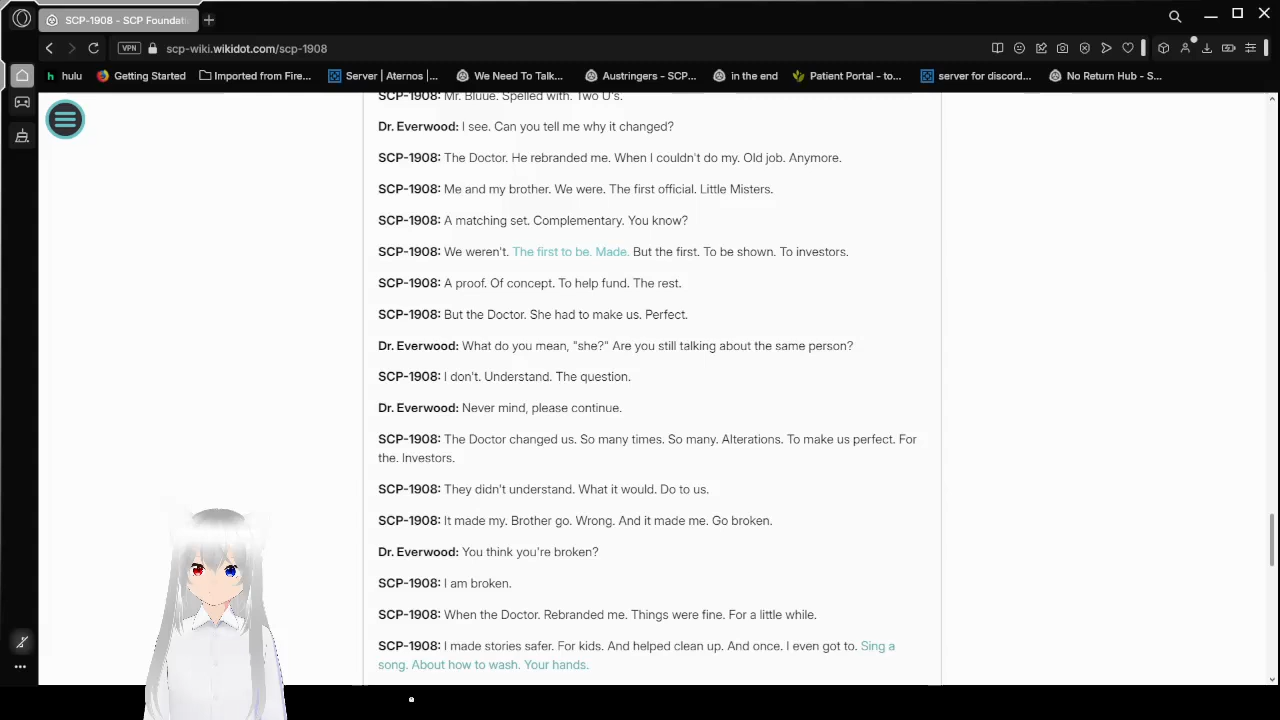 SCP-1908 - SCP Foundati
VPN
scp-wiki.wikidot.com/scp-1908
hulu
Getting Started
Imported from Fire...
Server | Aternos |...
We Need To Talk...
Austringers - SCP...
in the end
Patient Portal - to...
server for discord...
No Return Hub - S...
SCP-1908: Mr. Bluue. Spelled with. Two U's.
Dr. Everwood: I see. Can you tell me why it changed?
SCP-1908: The Doctor. He rebranded me. When I couldn't do my. Old job. Anymore.
SCP-1908: Me and my brother. We were. The first official. Little Misters.
SCP-1908: A matching set. Complementary. You know?
SCP-1908: We weren't. The first to be. Made. But the first. To be shown. To investors.
SCP-1908: A proof. Of concept. To help fund. The rest.
SCP-1908: But the Doctor. She had to make us. Perfect.
Dr. Everwood: What do you mean, "she?" Are you still talking about the same person?
SCP-1908: I don't. Understand. The question.
Dr. Everwood: Never mind, please continue.
SCP-1908: The Doctor changed us. So many times. So many. Alterations. To make us perfect. For
the. Investors.
SCP-1908: They didn't understand. What it would. Do to us.
SCP-1908: It made my. Brother go. Wrong. And it made me. Go broken.
Dr. Everwood: You think you're broken?
SCP-1908: I am broken.
SCP-1908: When the Doctor. Rebranded me. Things were fine. For a little while.
SCP-1908: I made stories safer. For kids. And helped clean up. And once. I even got to. Sing a
song. About how to wash. Your hands.